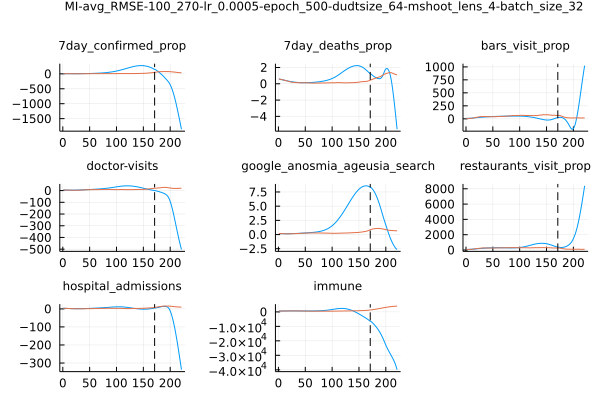 MI-avg_RMSE-100_270-lr_0.0005-epoch_500-dudtsize_64-mshoot_lens_4-batch_size_32
7day_confirmed_prop 7day_deaths_prop bars_visit_prop
0 −500 −1000 −1500
0 50 100 150 200
2 0 −2 −4
0 50 100 150 200
1000 750 500 250 0
0 50 100 150 200
doctor-visits google_anosmia_ageusia_search restaurants_visit_prop
0 −100 −200 −300 −400 −500
0 50 100 150 200
7.5 5.0 2.5 0.0 −2.5
0 50 100 150 200
8000 6000 4000 2000 0
0 50 100 150 200
hospital_admissions immune
0 −100 −200 −300
0 50 100 150 200
0 −1.0×10⁴ −2.0×10⁴ −3.0×10⁴ −4.0×10⁴
0 50 100 150 200